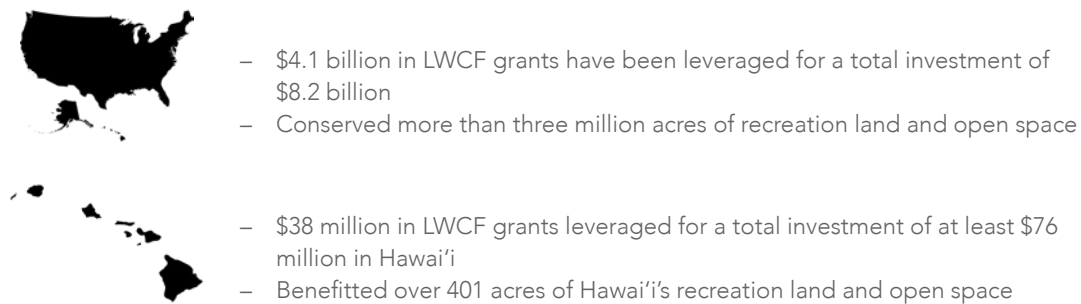 – $4.1 billion in LWCF grants have been leveraged for a total investment of
$8.2 billion
– Conserved more than three million acres of recreation land and open space
– $38 million in LWCF grants leveraged for a total investment of at least $76
million in Hawai‘i
– Benefitted over 401 acres of Hawai‘i’s recreation land and open space